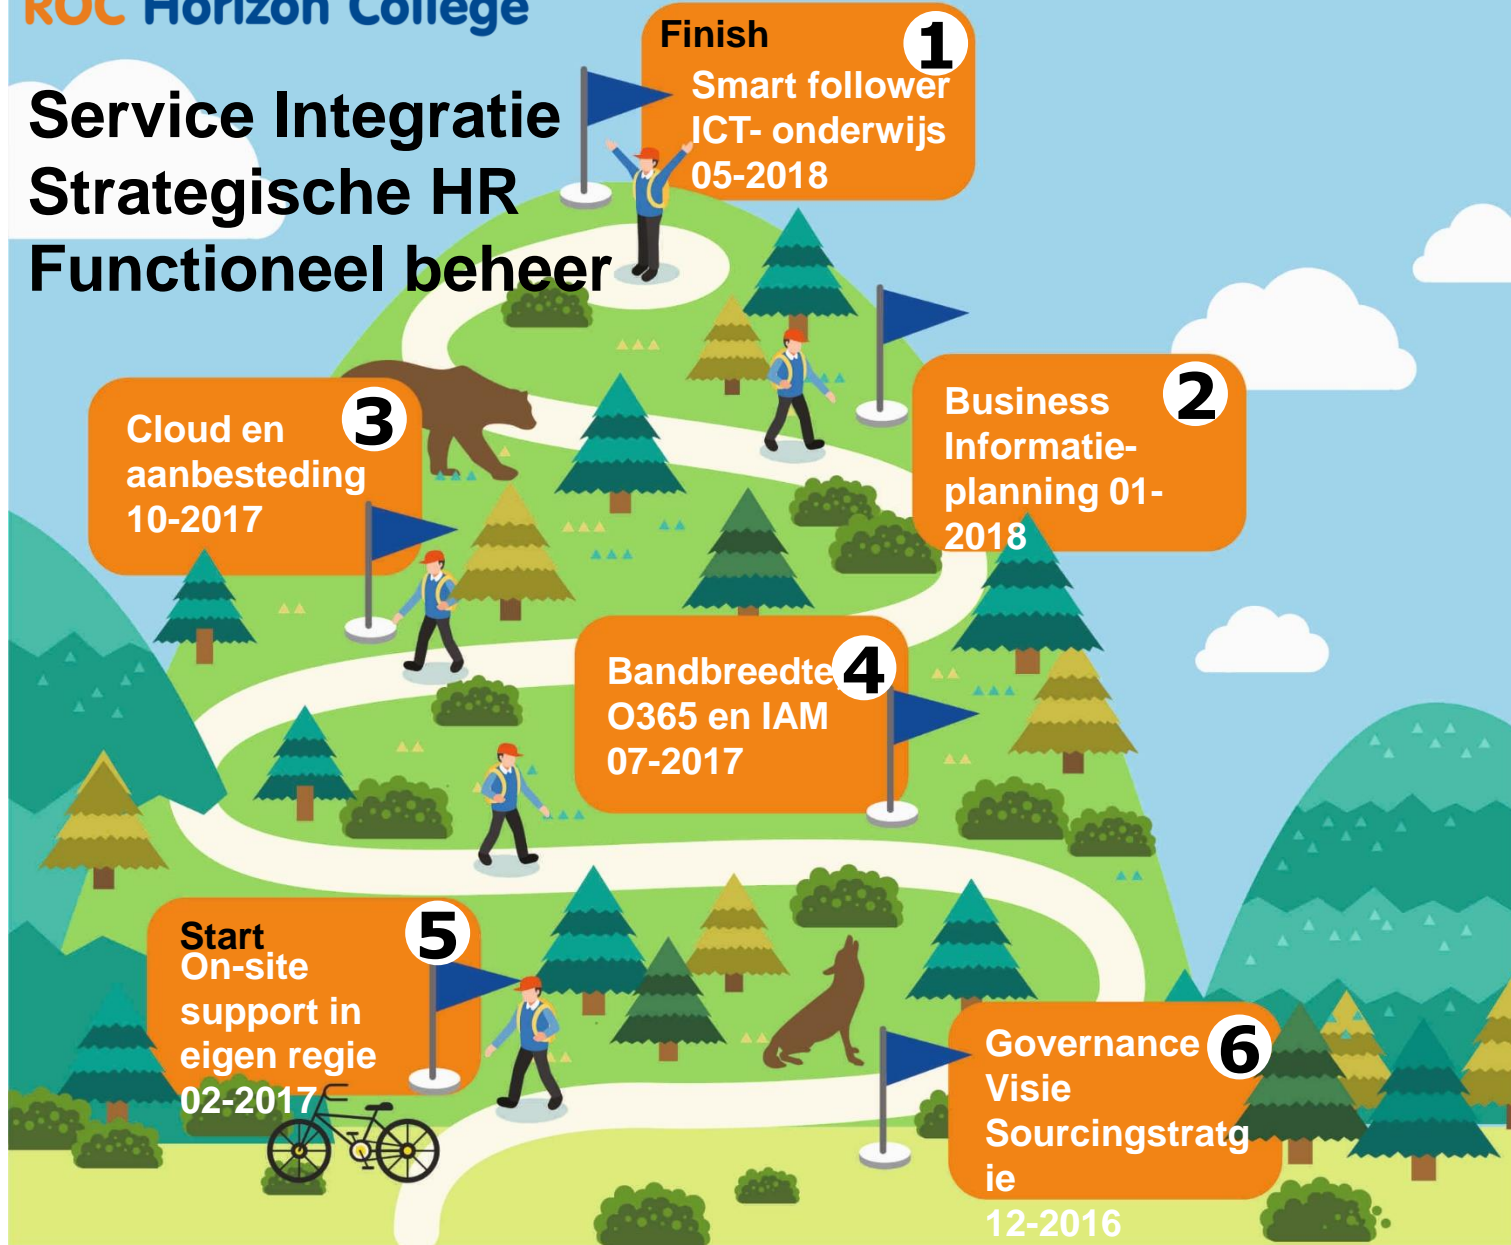 ROC Horizon College
Service Integratie
Strategische HR
Functioneel beheer
Finish
1
Smart follower
ICT- onderwijs
05-2018
2
Business
Informatie-
planning 01-
2018
3
Cloud en
aanbesteding
10-2017
4
Bandbreedte,
O365 en IAM
07-2017
Start
5
On-site
support in
eigen regie
02-2017
Governance
6
Visie
Sourcingstratg
ie
12-2016